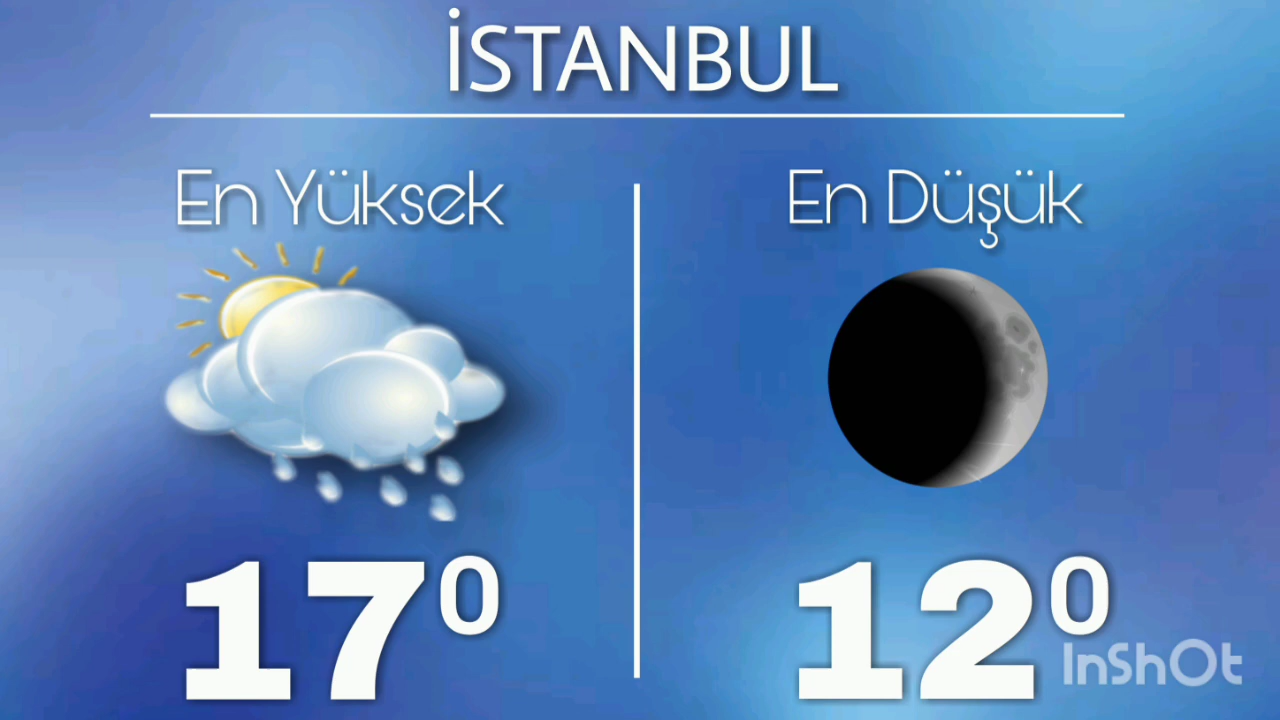 İSTANBUL
En Yüksek
En Düşük
17⁰
12⁰
InShOt